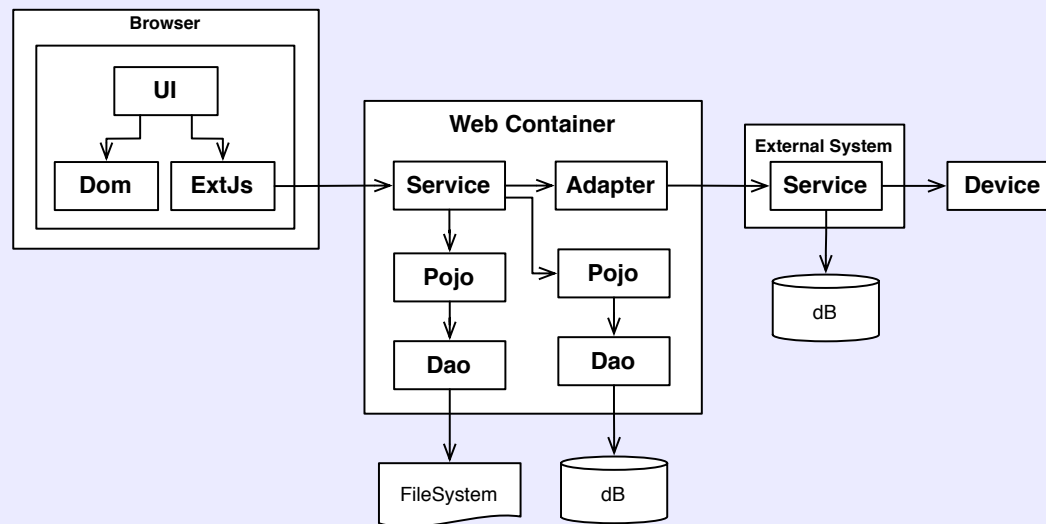 Browser
UI
Dom
ExtJs
Web Container
Service
Adapter
Pojo
Pojo
Dao
Dao
FileSystem
dB
External System
Service
Device
dB